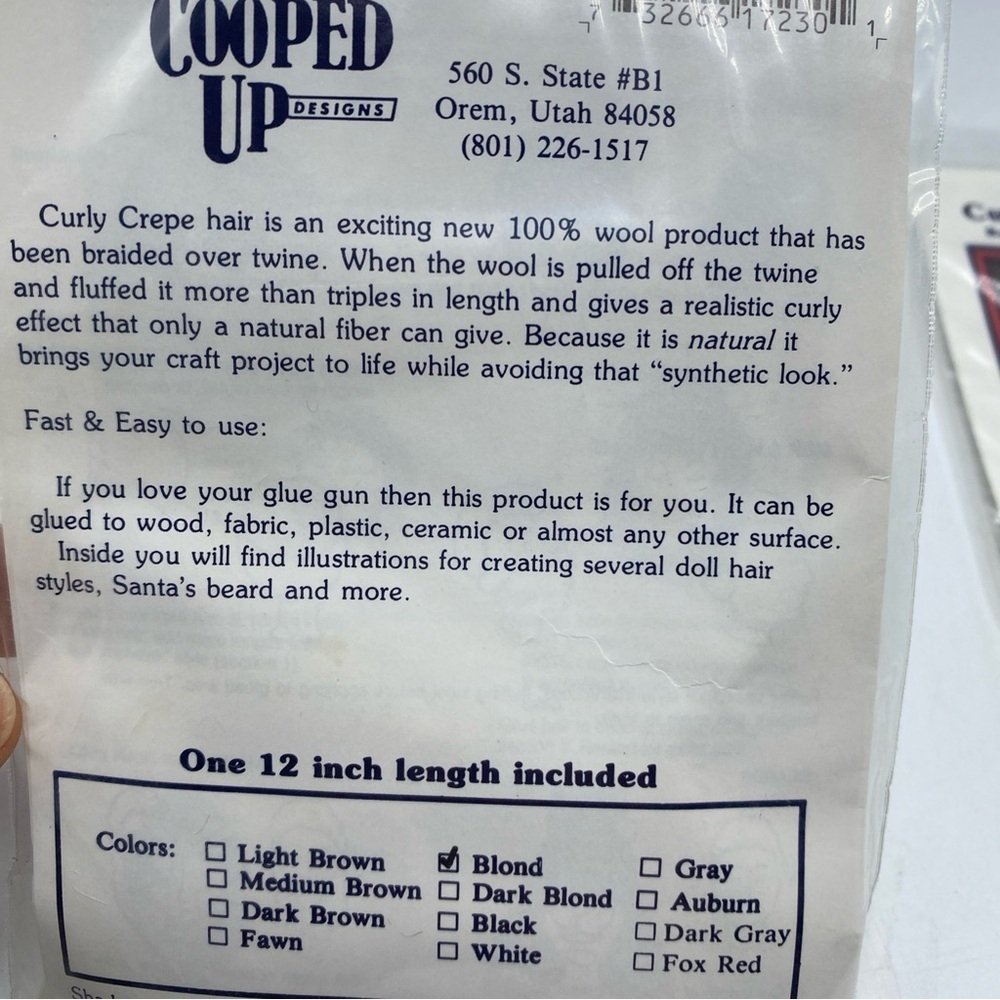 COOPED
UP DESIGNS
7 32665 17230 1
560 S. State #B1
Orem, Utah 84058
(801) 226-1517
Curly Crepe hair is an exciting new 100% wool product that has
been braided over twine. When the wool is pulled off the twine
and fluffed it more than triples in length and gives a realistic curly
effect that only a natural fiber can give. Because it is natural it
brings your craft project to life while avoiding that “synthetic look.”
Fast & Easy to use:
If you love your glue gun then this product is for you. It can be
glued to wood, fabric, plastic, ceramic or almost any other surface.
Inside you will find illustrations for creating several doll hair
styles, Santa’s beard and more.
One 12 inch length included
Colors:
Light Brown
Medium Brown
Dark Brown
Fawn
Blond
Dark Blond
Black
White
Gray
Auburn
Dark Gray
Fox Red